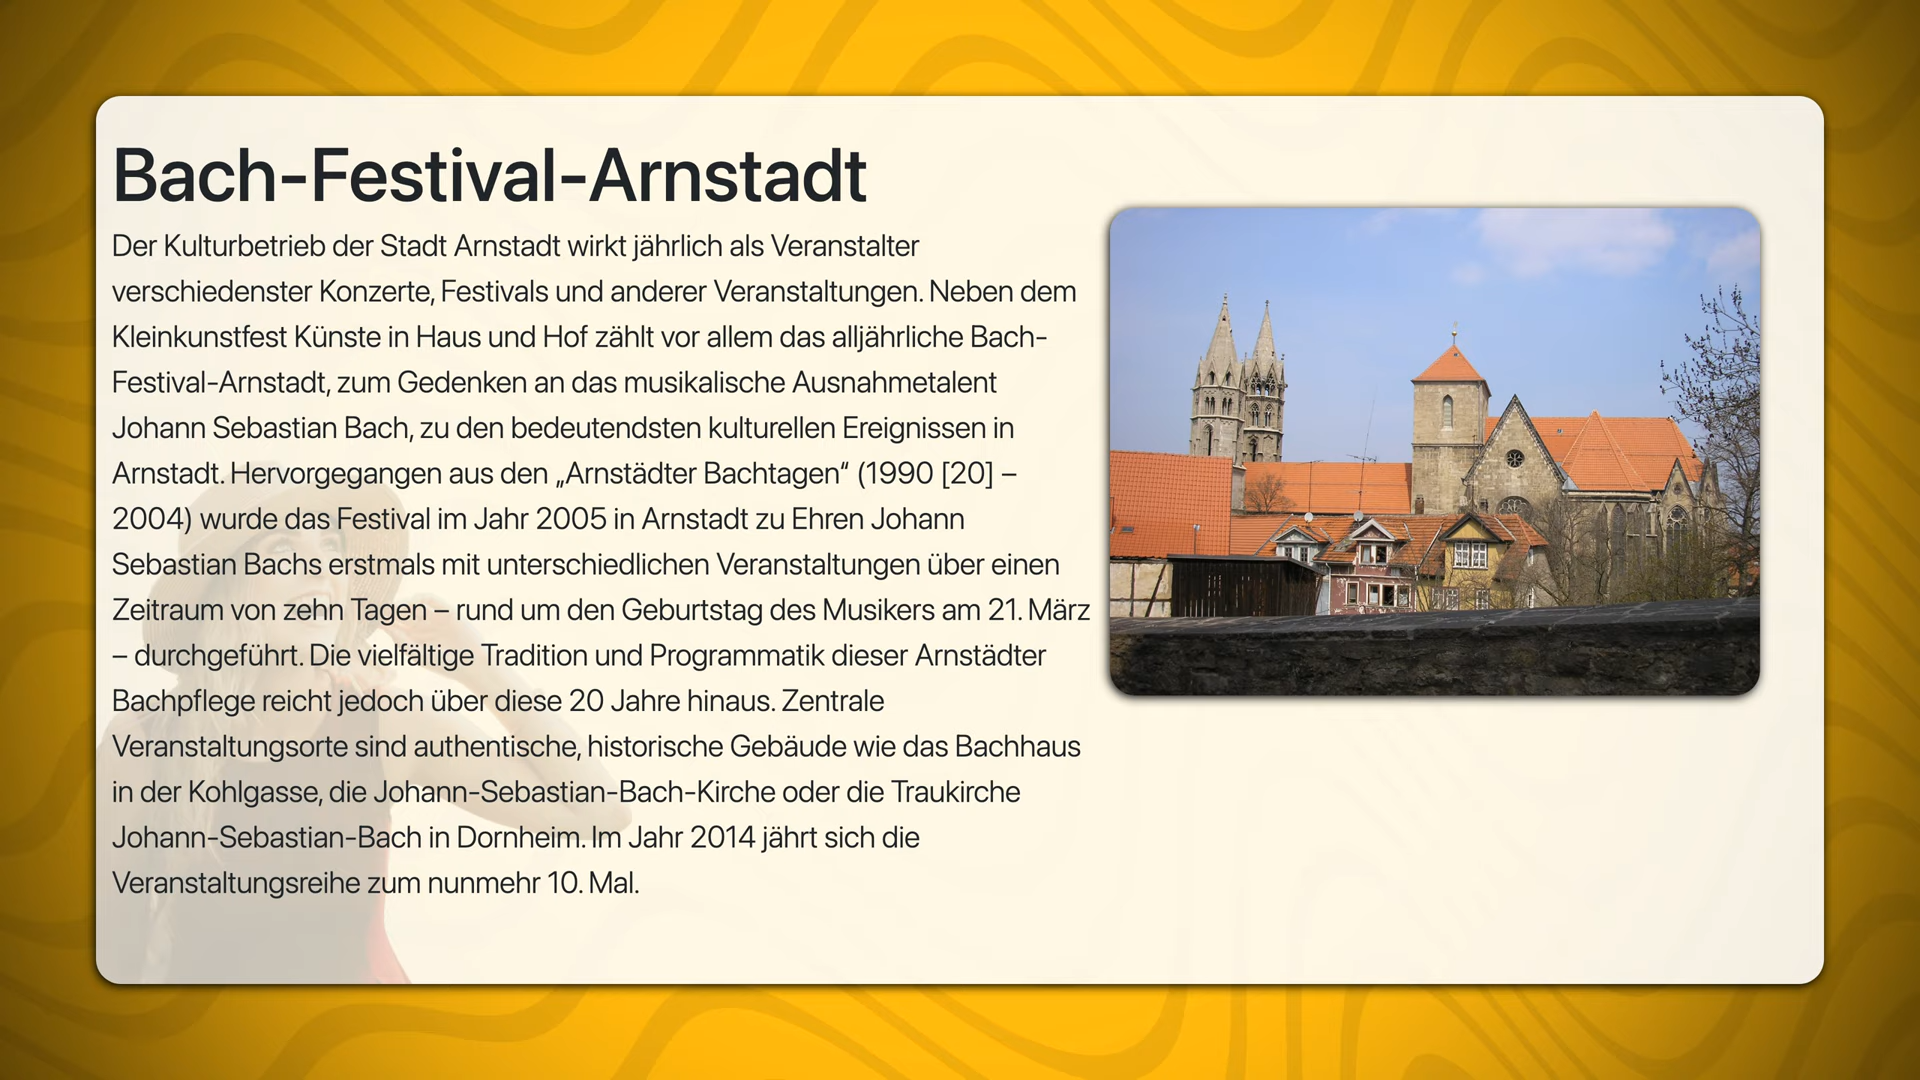 Bach-Festival-Arnstadt
Der Kulturbetrieb der Stadt Arnstadt wirkt jährlich als Veranstalter
verschiedenster Konzerte, Festivals und anderer Veranstaltungen. Neben dem
Kleinkunstfest Künste in Haus und Hof zählt vor allem das alljährliche Bach-
Festival-Arnstadt, zum Gedenken an das musikalische Ausnahmetalent
Johann Sebastian Bach, zu den bedeutendsten kulturellen Ereignissen in
Arnstadt. Hervorgegangen aus den „Arnstädter Bachtagen“ (1990 [20] –
2004) wurde das Festival im Jahr 2005 in Arnstadt zu Ehren Johann
Sebastian Bachs erstmals mit unterschiedlichen Veranstaltungen über einen
Zeitraum von zehn Tagen – rund um den Geburtstag des Musikers am 21. März
– durchgeführt. Die vielfältige Tradition und Programmatik dieser Arnstädter
Bachpflege reicht jedoch über diese 20 Jahre hinaus. Zentrale
Veranstaltungsorte sind authentische, historische Gebäude wie das Bachhaus
in der Kohlgasse, die Johann-Sebastian-Bach-Kirche oder die Traukirche
Johann-Sebastian-Bach in Dornheim. Im Jahr 2014 jährt sich die
Veranstaltungsreihe zum nunmehr 10. Mal.